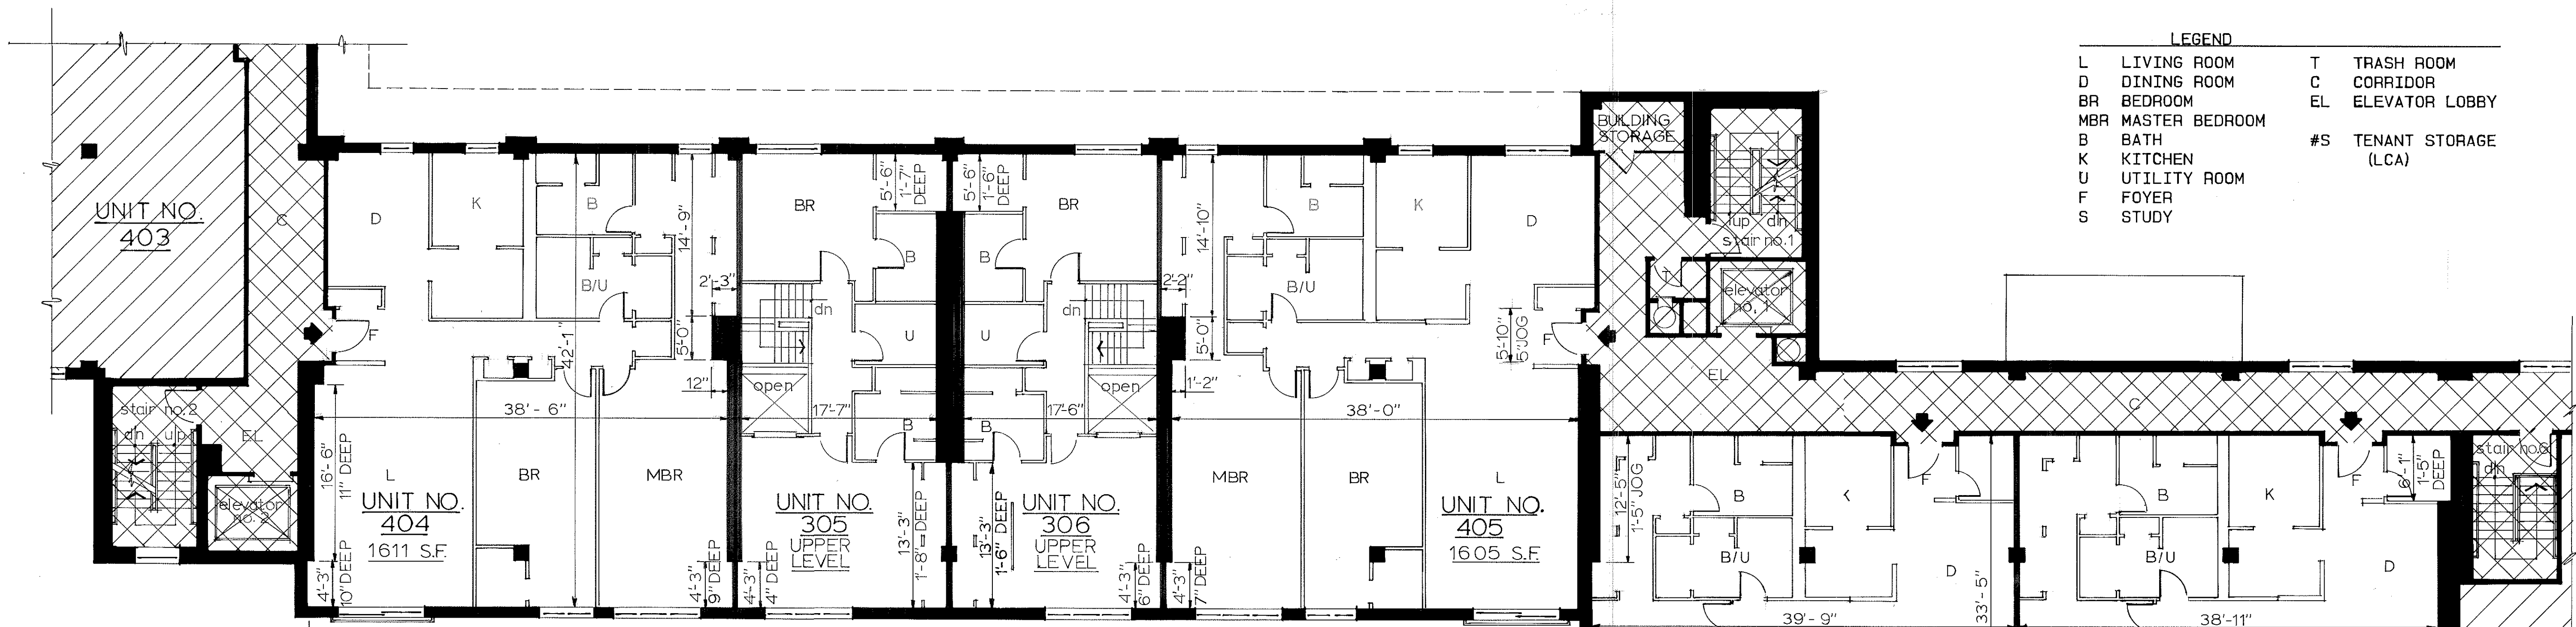 LEGEND
L LIVING ROOM T TRASH ROOM
D DINING ROOM C CORRIDOR
BR BEDROOM EL ELEVATOR LOBBY
MBR MASTER BEDROOM
B BATH #S TENANT STORAGE
K KITCHEN (LCA)
U UTILITY ROOM
F FOYER
S STUDY
UNIT NO.
403
C
stair no.2
dn up
EL
elevator
no. 2
D
K
B
B/U
F
42'-1"
14'-9"
2'-3"
5'-0"
12"
38'-6"
16'-6"
11" DEEP
L
BR
MBR
UNIT NO.
404
1611 S.F.
4'-3"
10" DEEP
4'-3"
9" DEEP
BR
5'-6"
1'-7"
DEEP
B
dn
U
open
17'-7"
B
UNIT NO.
305
UPPER
LEVEL
13'-3"
1'-8" DEEP
4'-3"
4" DEEP
5'-6"
1'-6"
DEEP
BR
B
dn
U
open
17'-6"
B
UNIT NO.
306
UPPER
LEVEL
13'-3"
1'-6" DEEP
4'-3"
6" DEEP
14'-10"
2'-2"
5'-0"
1'-2"
B
B/U
K
D
5'-10"
5" JOG
F
38'-0"
MBR
BR
L
UNIT NO.
405
1605 S.F.
4'-3"
7" DEEP
BUILDING
STORAGE
up dn
stair no.1
T
elevator
no. 1
EL
C
12'-5"
1'-5" JOG
B
B/U
K
F
D
33'-5"
39'-9"
B
B/U
K
F
D
6'-1"
1'-5"
DEEP
38'-11"
stair no.6
dn